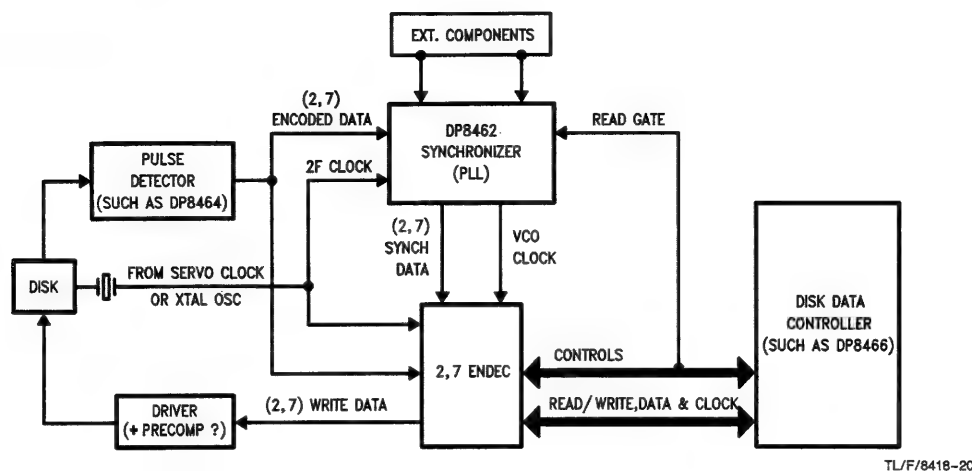 EXT. COMPONENTS
(2,7)
ENCODED DATA
READ GATE
DP8462
SYNCHRONIZER
(PLL)
PULSE
DETECTOR
(SUCH AS DP8464)
2F CLOCK
(2,7)
SYNCH
DATA
VCO
CLOCK
DISK
FROM SERVO CLOCK
OR XTAL OSC
DISK DATA
CONTROLLER
(SUCH AS DP8466)
2,7 ENDEC
CONTROLS
READ/WRITE,DATA & CLOCK
DRIVER
(+ PRECOMP ?)
(2,7) WRITE DATA
TL/F/8418-20